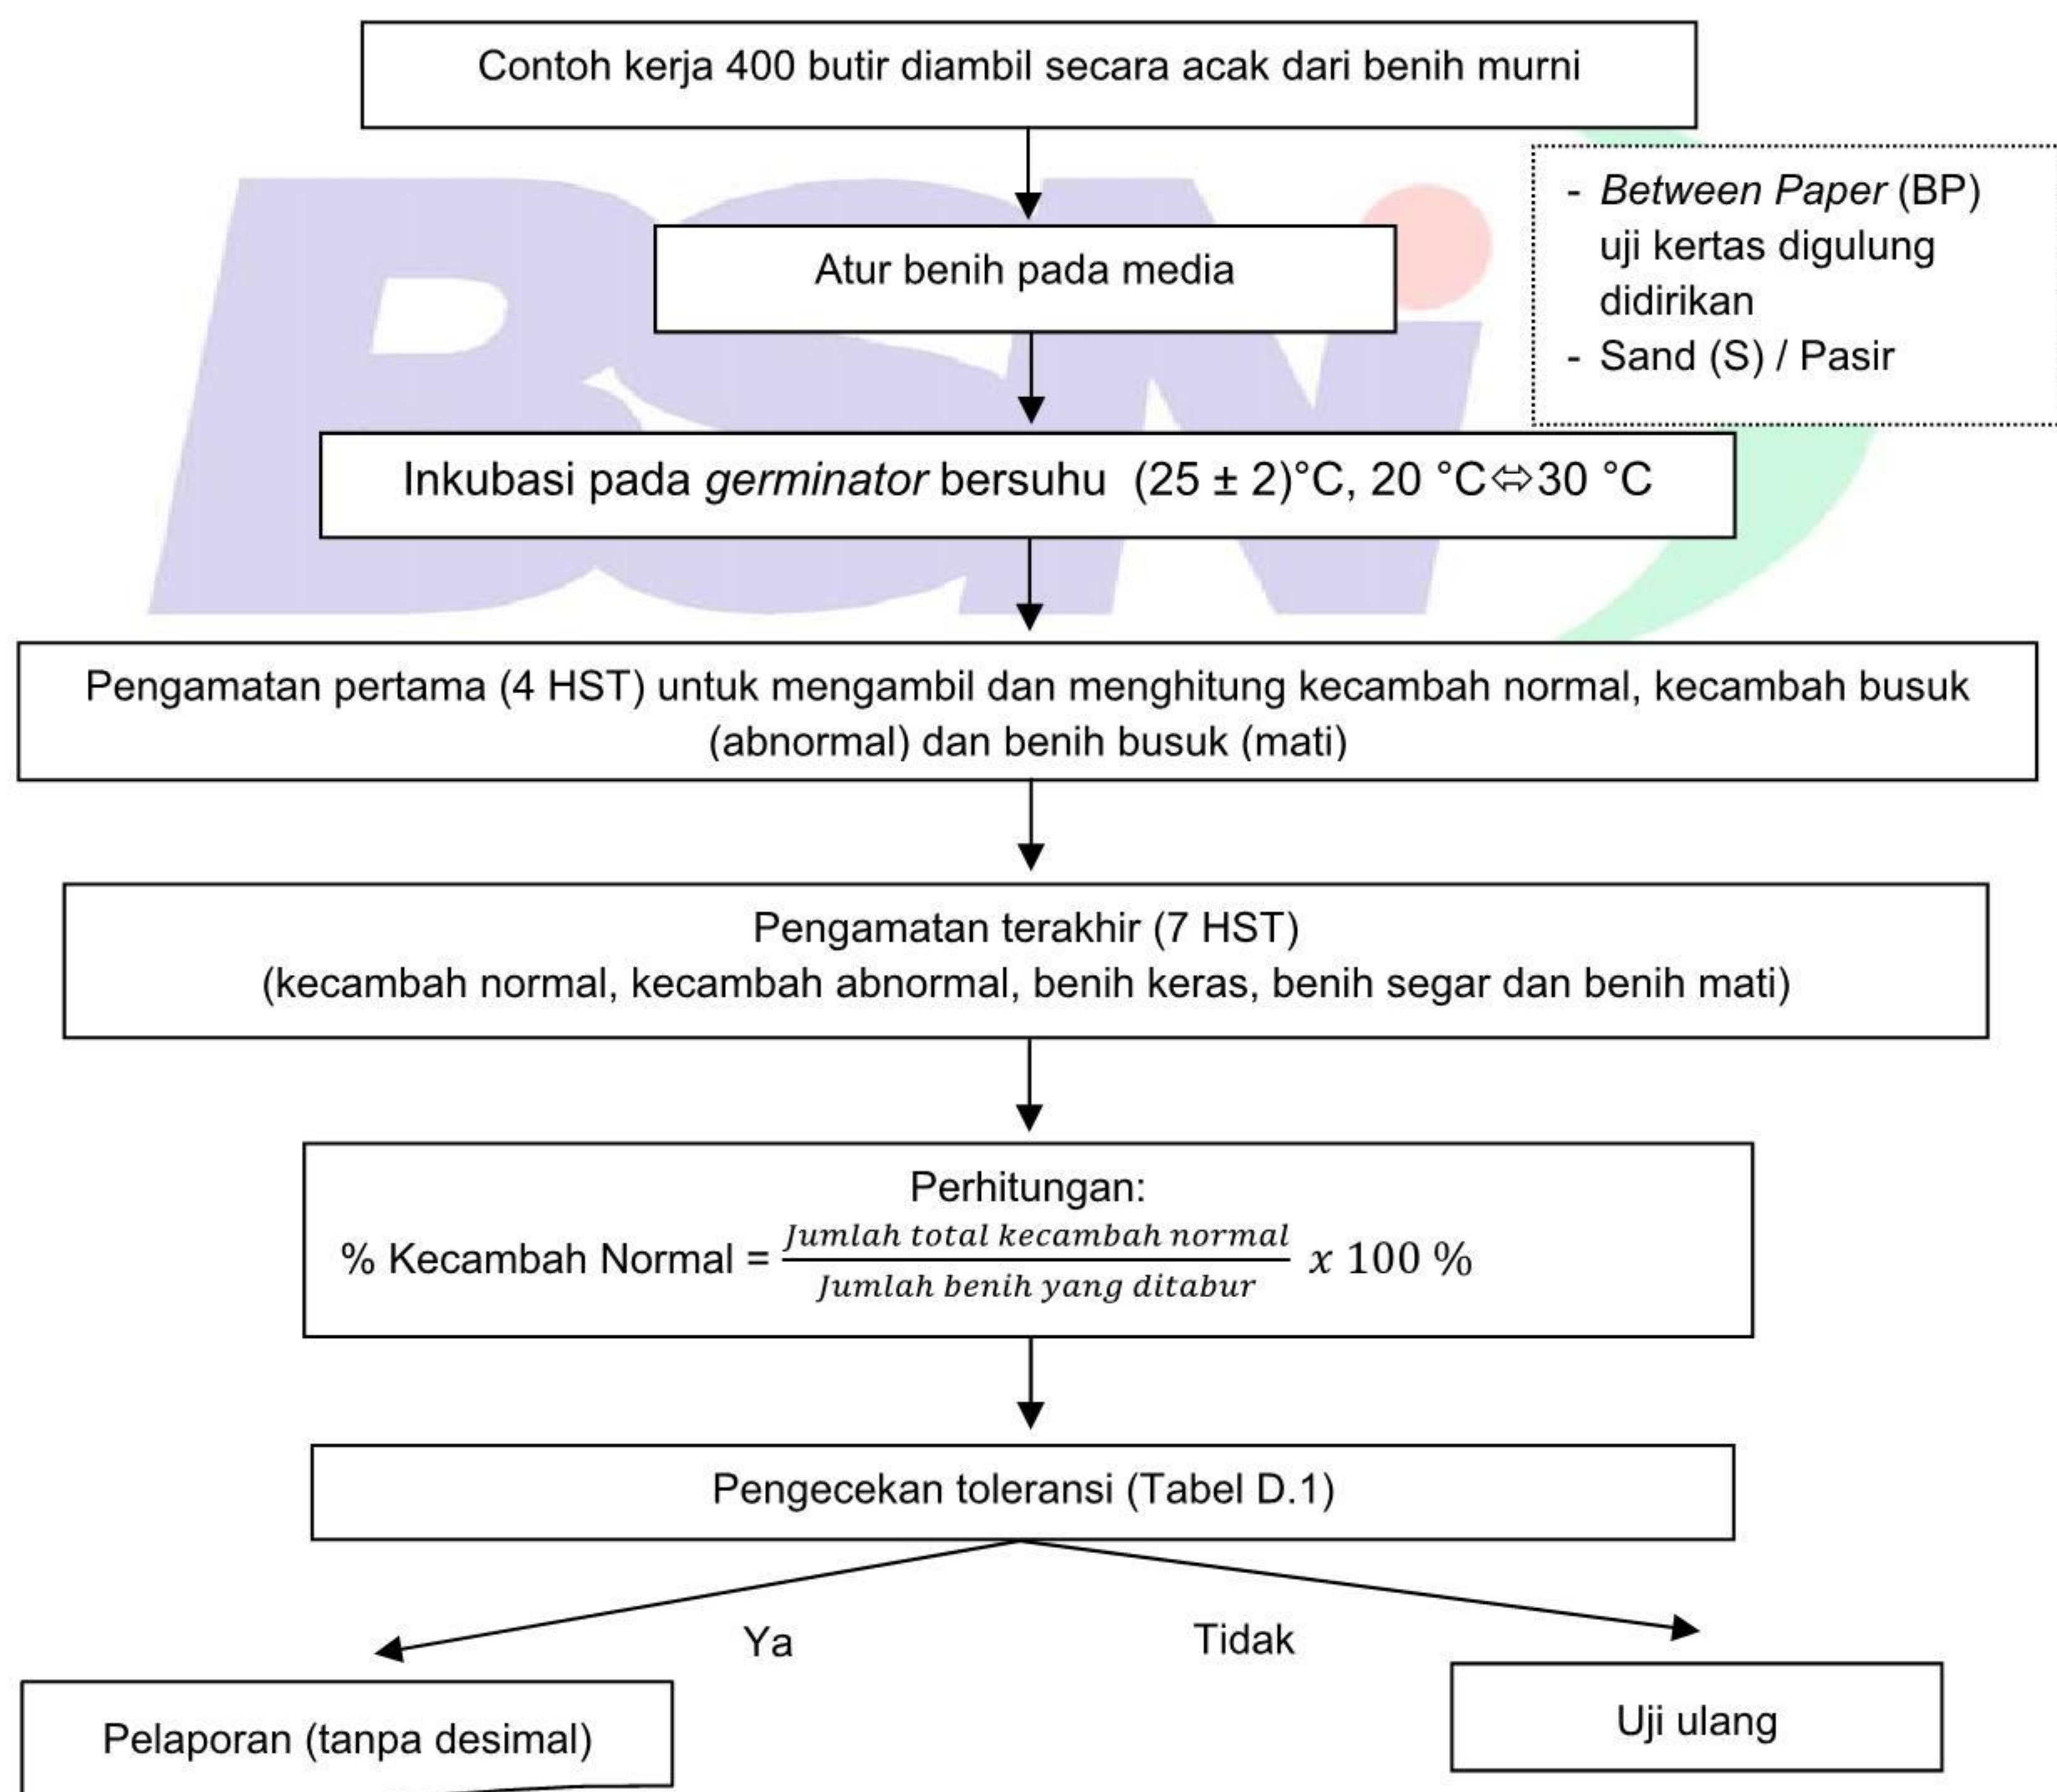 Contoh kerja 400 butir diambil secara acak dari benih murni
Atur benih pada media
- Between Paper (BP)
uji kertas digulung
didirikan
- Sand (S) / Pasir
Inkubasi pada germinator bersuhu (25 ± 2)°C, 20 °C⬄30 °C
Pengamatan pertama (4 HST) untuk mengambil dan menghitung kecambah normal, kecambah busuk
(abnormal) dan benih busuk (mati)
Pengamatan terakhir (7 HST)
(kecambah normal, kecambah abnormal, benih keras, benih segar dan benih mati)
Perhitungan:
% Kecambah Normal = Jumlah total kecambah normal / Jumlah benih yang ditabur x 100 %
Pengecekan toleransi (Tabel D.1)
Ya
Tidak
Pelaporan (tanpa desimal)
Uji ulang
BSN